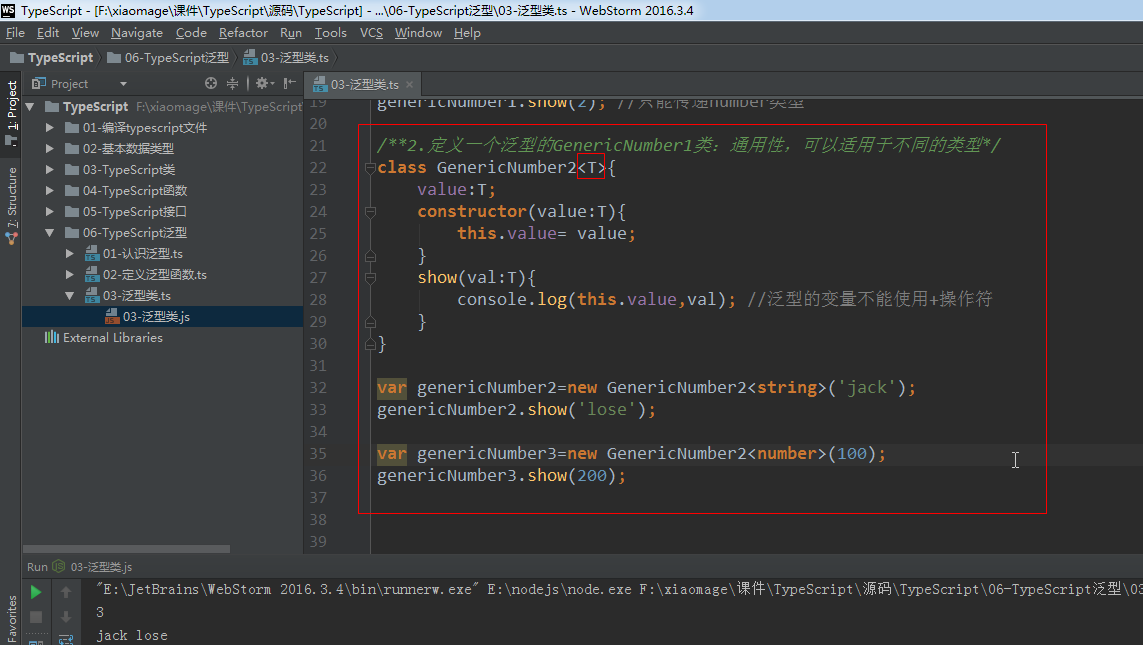 TypeScript - [F:\xiaomage\课件\TypeScript\源码\TypeScript] - ...\06-TypeScript泛型\03-泛型类.ts - WebStorm 2016.3.4
File Edit View Navigate Code Refactor Run Tools VCS Window Help
TypeScript 06-TypeScript泛型 03-泛型类.ts
1: Project
7: Structure
Favorites
Project
TypeScript F:\xiaomage\课件\TypeScript
01-编译typescript文件
02-基本数据类型
03-TypeScript类
04-TypeScript函数
05-TypeScript接口
06-TypeScript泛型
01-认识泛型.ts
02-定义泛型函数.ts
03-泛型类.ts
03-泛型类.js
External Libraries
03-泛型类.ts
19 genericNumber1.show(2); //只能传递number类型
20
21 /**2.定义一个泛型的GenericNumber1类：通用性，可以适用于不同的类型*/
22 class GenericNumber2<T>{
23 value:T;
24 constructor(value:T){
25 this.value= value;
26 }
27 show(val:T){
28 console.log(this.value,val); //泛型的变量不能使用+操作符
29 }
30 }
31
32 var genericNumber2=new GenericNumber2<string>('jack');
33 genericNumber2.show('lose');
34
35 var genericNumber3=new GenericNumber2<number>(100);
36 genericNumber3.show(200);
37
38
39
Run 03-泛型类.js
"E:\JetBrains\WebStorm 2016.3.4\bin\runnerw.exe" E:\nodejs\node.exe F:\xiaomage\课件\TypeScript\源码\TypeScript\06-TypeScript泛型\03
3
jack lose